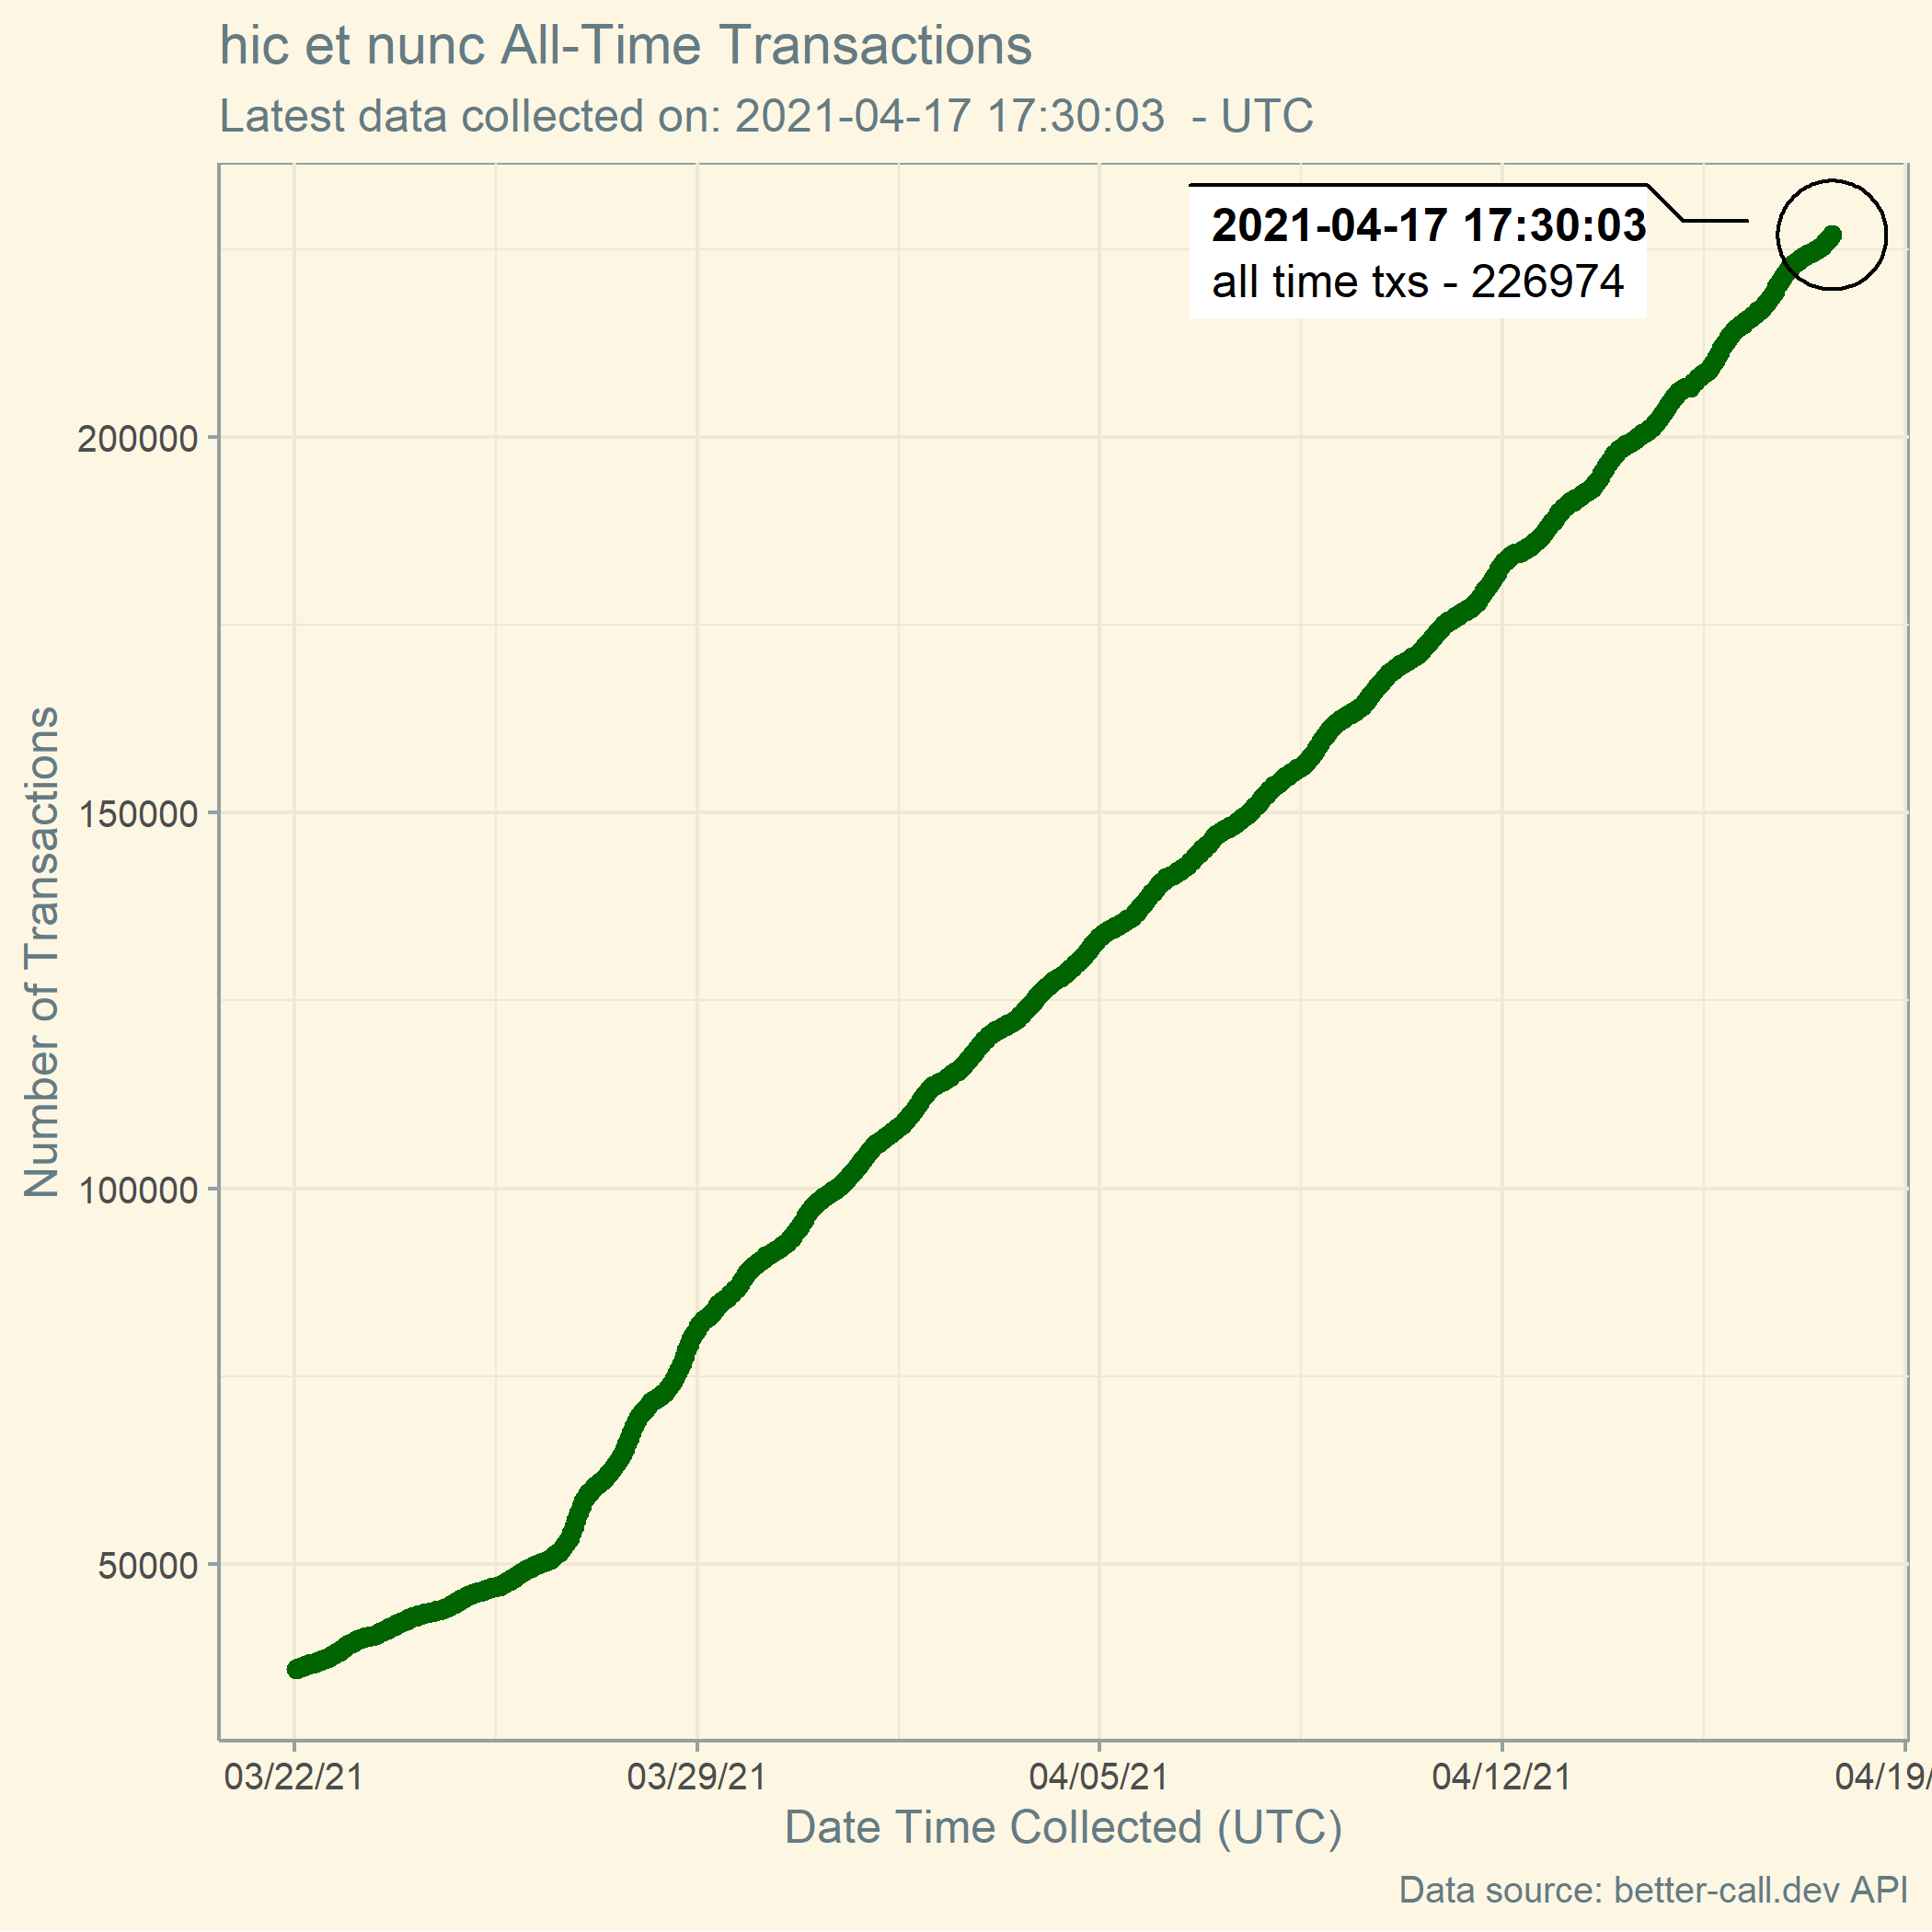 hic et nunc All-Time Transactions
Latest data collected on: 2021-04-17 17:30:03  - UTC
2021-04-17 17:30:03
all time txs - 226974
Number of Transactions
200000
150000
100000
50000
03/22/21 03/29/21 04/05/21 04/12/21 04/19/
Date Time Collected (UTC)
Data source: better-call.dev API